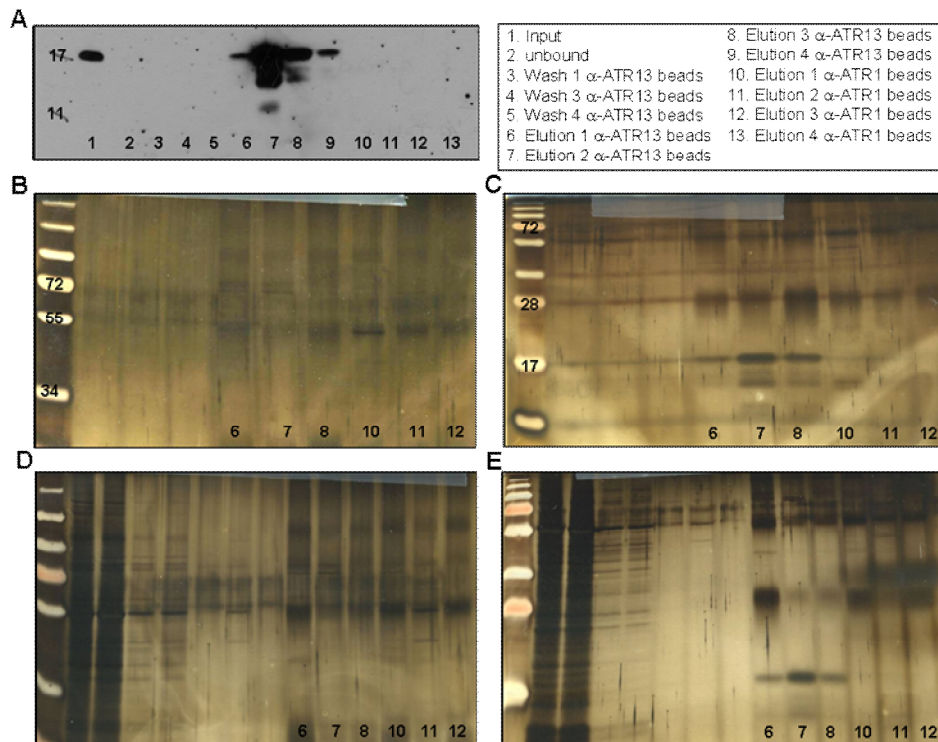 A
17
11
1 2 3 4 5 6 7 8 9 10 11 12 13
1. Input
2. unbound
3. Wash 1 α-ATR13 beads
4. Wash 3 α-ATR13 beads
5. Wash 4 α-ATR13 beads
6. Elution 1 α-ATR13 beads
7. Elution 2 α-ATR13 beads
8. Elution 3 α-ATR13 beads
9. Elution 4 α-ATR13 beads
10. Elution 1 α-ATR1 beads
11. Elution 2 α-ATR1 beads
12. Elution 3 α-ATR1 beads
13. Elution 4 α-ATR1 beads
B
72
55
34
6 7 8 10 11 12
C
72
28
17
6 7 8 10 11 12
D
6 7 8 10 11 12
E
6 7 8 10 11 12